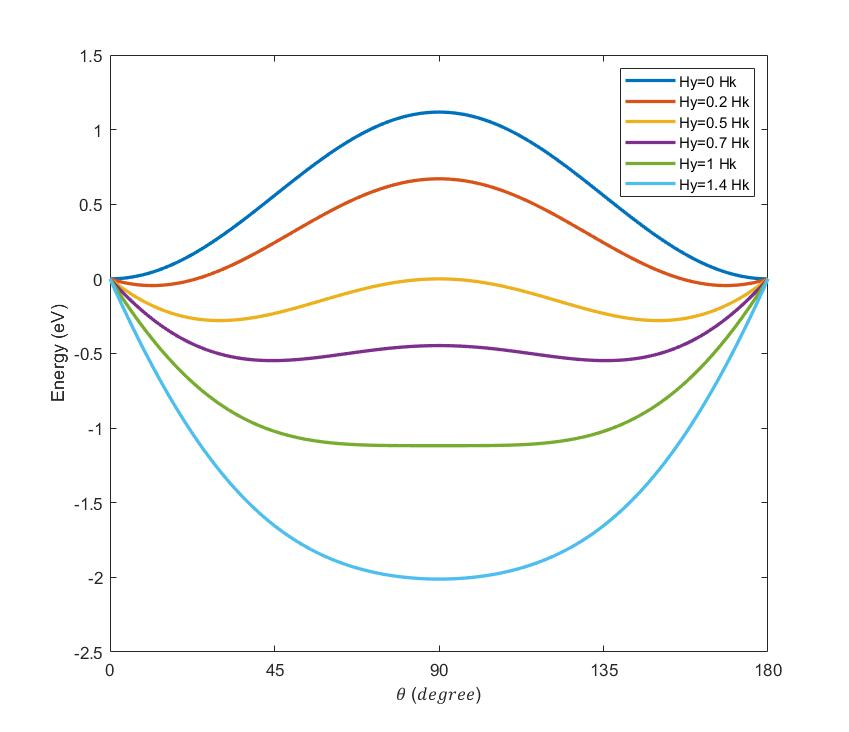 1.5
1
0.5
0
-0.5
-1
-1.5
-2
-2.5
Energy (eV)
Hy=0 Hk
Hy=0.2 Hk
Hy=0.5 Hk
Hy=0.7 Hk
Hy=1 Hk
Hy=1.4 Hk
0 45 90 135 180
θ (degree)